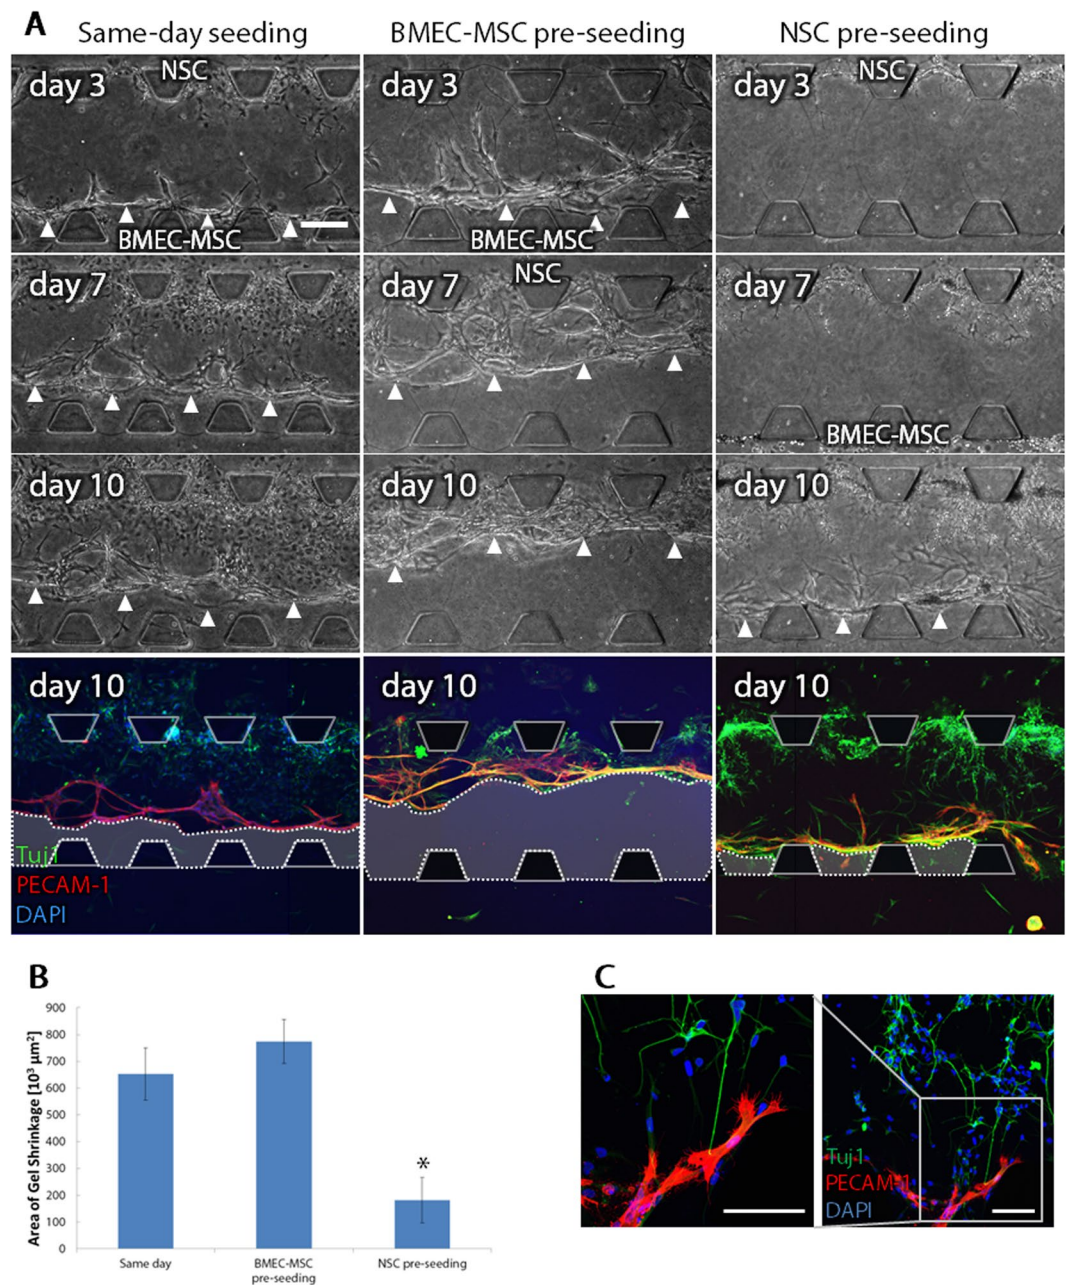 A
Same-day seeding
BMEC-MSC pre-seeding
NSC pre-seeding
day 3
NSC
BMEC-MSC
day 3
BMEC-MSC
day 3
NSC
day 7
day 7
NSC
day 7
BMEC-MSC
day 10
day 10
day 10
day 10
Tuj1
PECAM-1
DAPI
day 10
day 10
B
Area of Gel Shrinkage [10³ µm²]
900
800
700
600
500
400
300
200
100
0
*
Same day
BMEC-MSC
pre-seeding
NSC pre-seeding
C
Tuj1
PECAM-1
DAPI